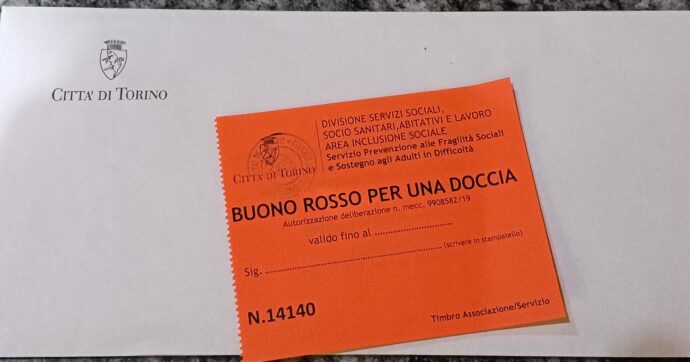 CITTA' DI TORINO
CITTA' DI TORINO
DIVISIONE SERVIZI SOCIALI,
SOCIO SANITARI,ABITATIVI E LAVORO
AREA INCLUSIONE SOCIALE
Servizio Prevenzione alle Fragilità Sociali
e Sostegno agli Adulti in Difficoltà
BUONO ROSSO PER UNA DOCCIA
Autorizzazione deliberazione n. mecc. 9908582/19
valido fino al ............................
Sig. ............................................................ (scrivere in stampatello)
N.14140
Timbro Associazione/Servizio